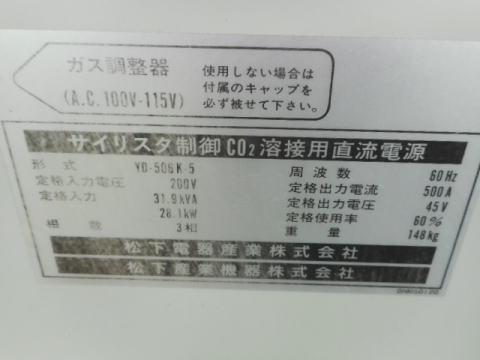 ガス調整器
(A.C. 100V-115V)
使用しない場合は
付属のキャップを
必ず被せて下さい。
サイリスタ制御CO2溶接用直流電源
形式 YD-506K-5
定格入力電圧 200V
定格入力 31.9kVA
28.1kW
相数 3相
周波数 60Hz
定格出力電流 500A
定格出力電圧 45V
定格使用率 60%
重量 148kg
松下電器産業株式会社
松下産業機器株式会社